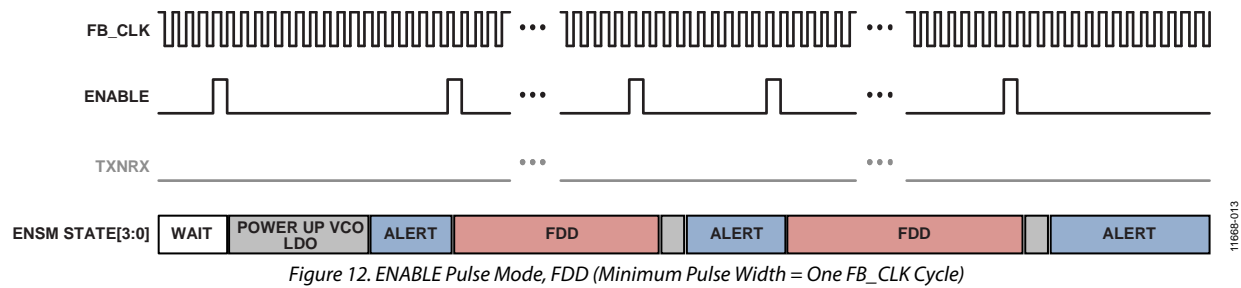 FB_CLK
ENABLE
TXNRX
ENSM STATE[3:0] WAIT POWER UP VCO LDO ALERT FDD ALERT FDD ALERT
11668-013
Figure 12. ENABLE Pulse Mode, FDD (Minimum Pulse Width = One FB_CLK Cycle)